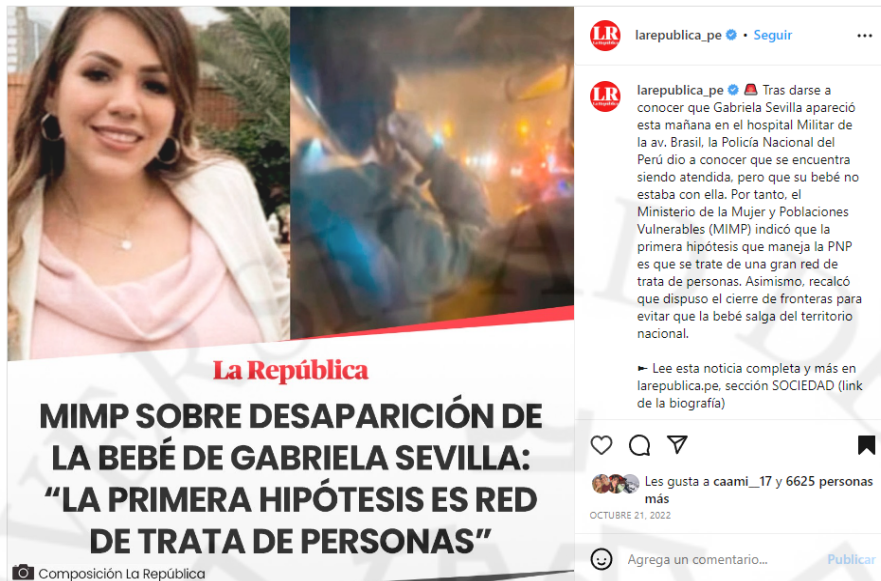 La República
MIMP SOBRE DESAPARICIÓN DE
LA BEBÉ DE GABRIELA SEVILLA:
“LA PRIMERA HIPÓTESIS ES RED
DE TRATA DE PERSONAS”
Composición La República
LR
larepublica_pe • Seguir
LR
larepublica_pe 🚨 Tras darse a
conocer que Gabriela Sevilla apareció
esta mañana en el hospital Militar de
la av. Brasil, la Policía Nacional del
Perú dio a conocer que se encuentra
siendo atendida, pero que su bebé no
estaba con ella. Por tanto, el
Ministerio de la Mujer y Poblaciones
Vulnerables (MIMP) indicó que la
primera hipótesis que maneja la PNP
es que se trate de una gran red de
trata de personas. Asimismo, recalcó
que dispuso el cierre de fronteras para
evitar que la bebé salga del territorio
nacional.
► Lee esta noticia completa y más en
larepublica.pe, sección SOCIEDAD (link
de la biografía)
Les gusta a caami__17 y 6625 personas
más
OCTUBRE 21, 2022
Agrega un comentario... Publicar